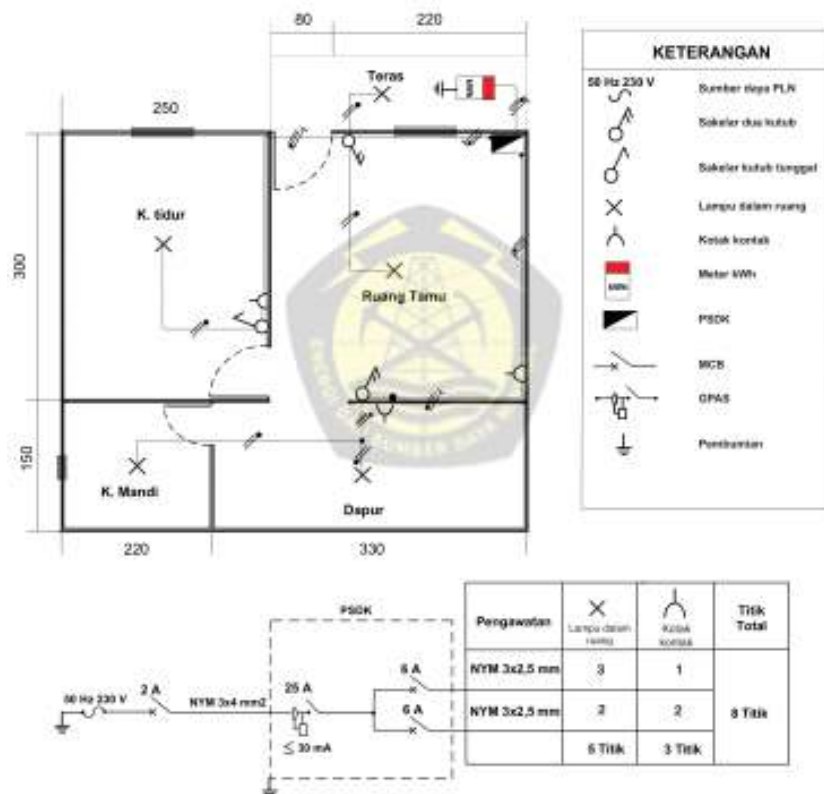 80
220
Teras
kWH
250
300
K. tidur
Ruang Tamu
150
K. Mandi
Dapur
220
330
KETERANGAN
50 Hz 230 V
Sumber daya PLN
Sakelar dua kutub
Sakelar kutub tunggal
Lampu dalam ruang
Kotak kontak
Meter kWh
kWH
PSDK
MCB
GPAS
Pembumian
PSDK
50 Hz 230 V
2 A
NYM 3x4 mm2
25 A
≤ 30 mA
6 A
6 A
Pengawatan
Lampu dalam ruang
Kotak kontak
Titik Total
NYM 3x2,5 mm
3
1
NYM 3x2,5 mm
2
2
8 Titik
5 Titik
3 Titik